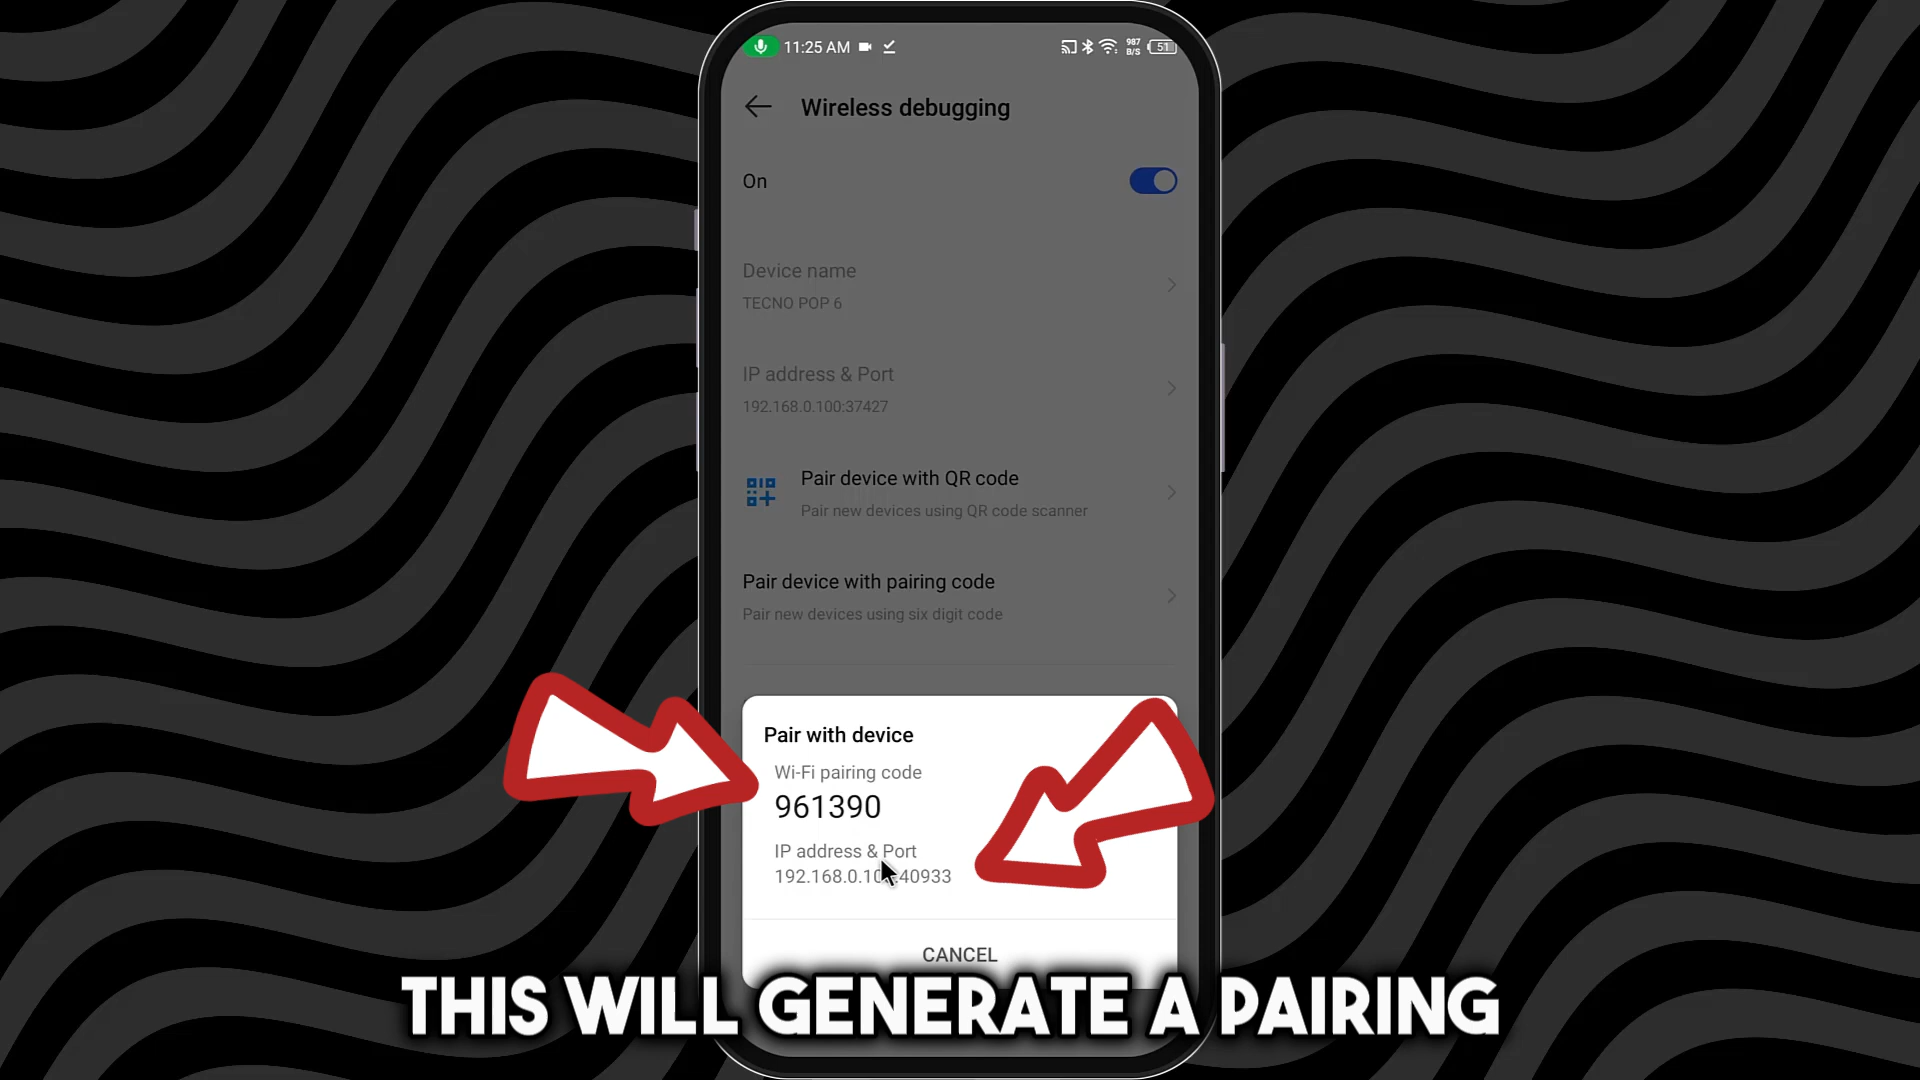 11:25 AM
987
B/S
51
Wireless debugging
On
Device name
TECNO POP 6
IP address & Port
192.168.0.100:37427
Pair device with QR code
Pair new devices using QR code scanner
Pair device with pairing code
Pair new devices using six digit code
Pair with device
Wi-Fi pairing code
961390
IP address & Port
CANCEL
THIS WILL GENERATE A PAIRING